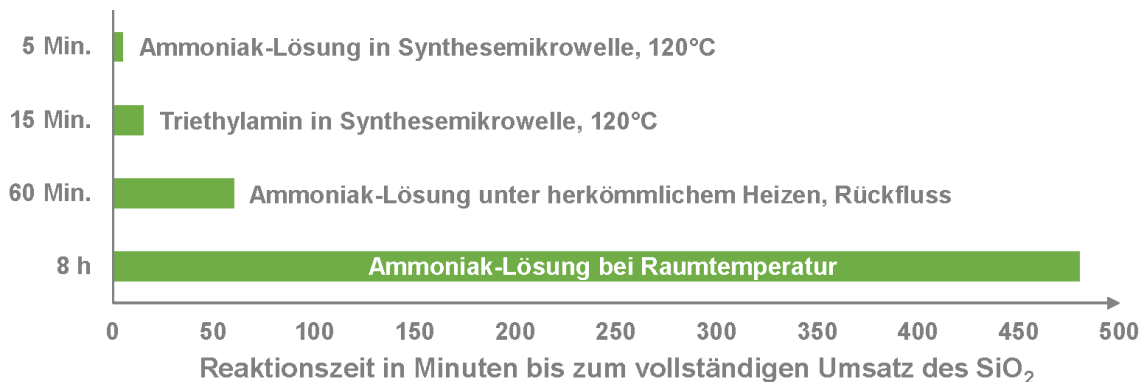 5 Min. Ammoniak-Lösung in Synthesemikrowelle, 120°C
15 Min. Triethylamin in Synthesemikrowelle, 120°C
60 Min. Ammoniak-Lösung unter herkömmlichem Heizen, Rückfluss
8 h Ammoniak-Lösung bei Raumtemperatur
0 50 100 150 200 250 300 350 400 450 500
Reaktionszeit in Minuten bis zum vollständigen Umsatz des SiO₂